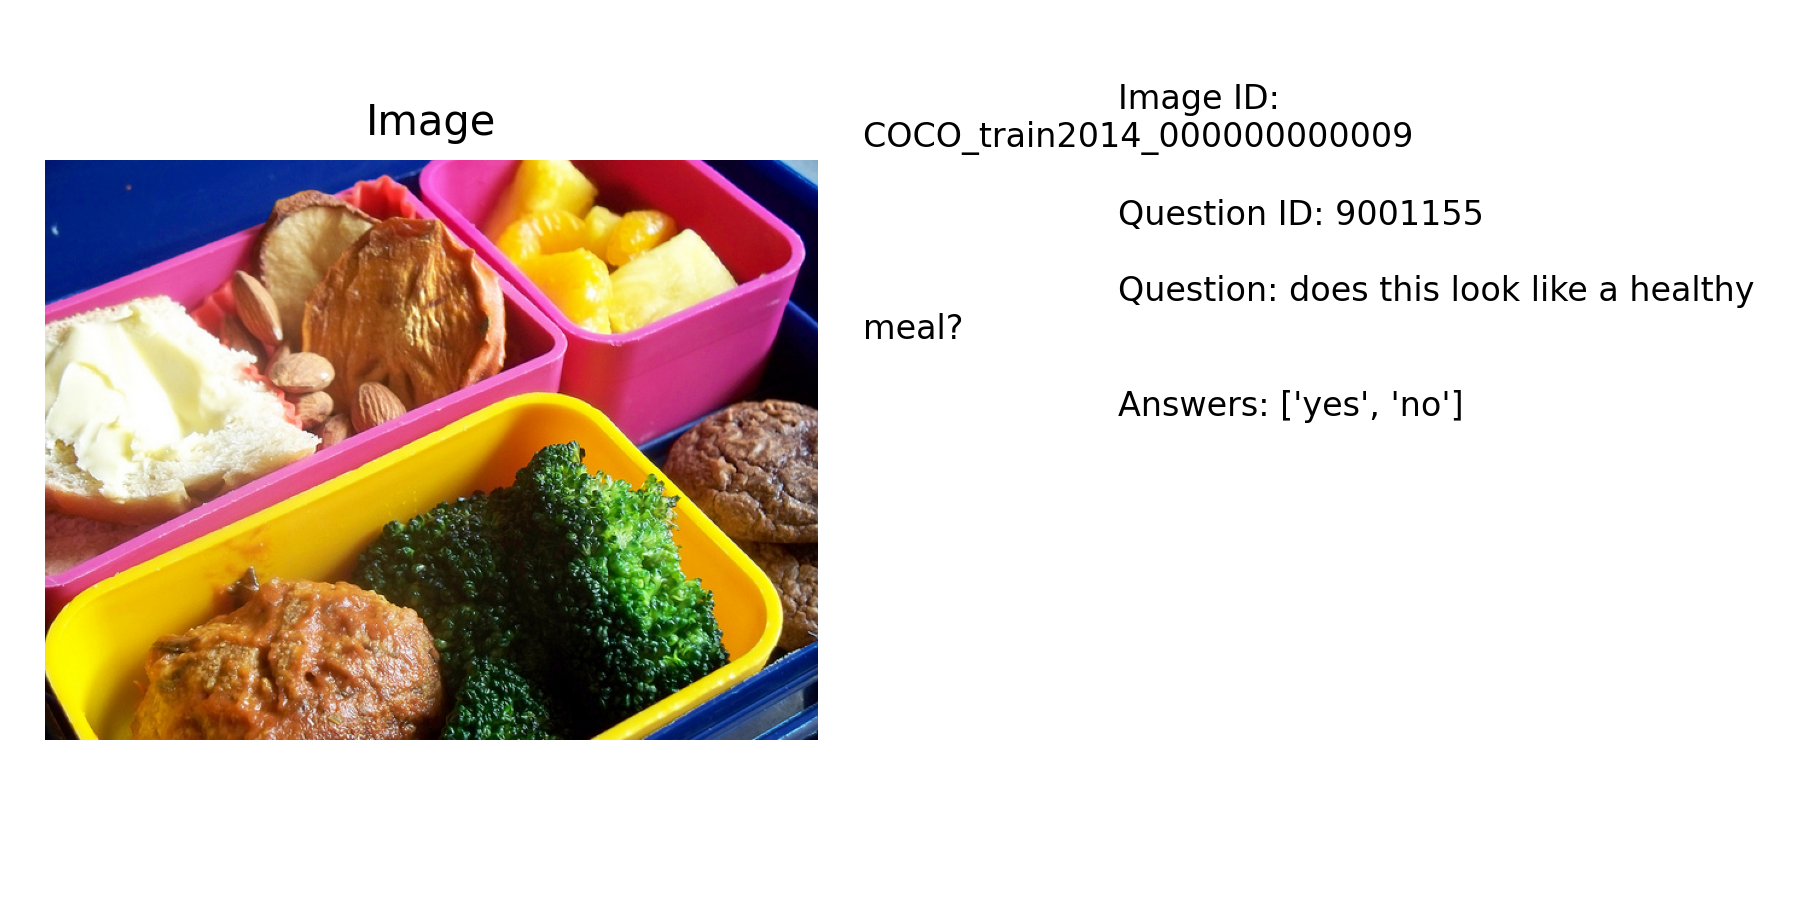 Image
Image ID:
COCO_train2014_000000000009
Question ID: 9001155
Question: does this look like a healthy
meal?
Answers: ['yes', 'no']